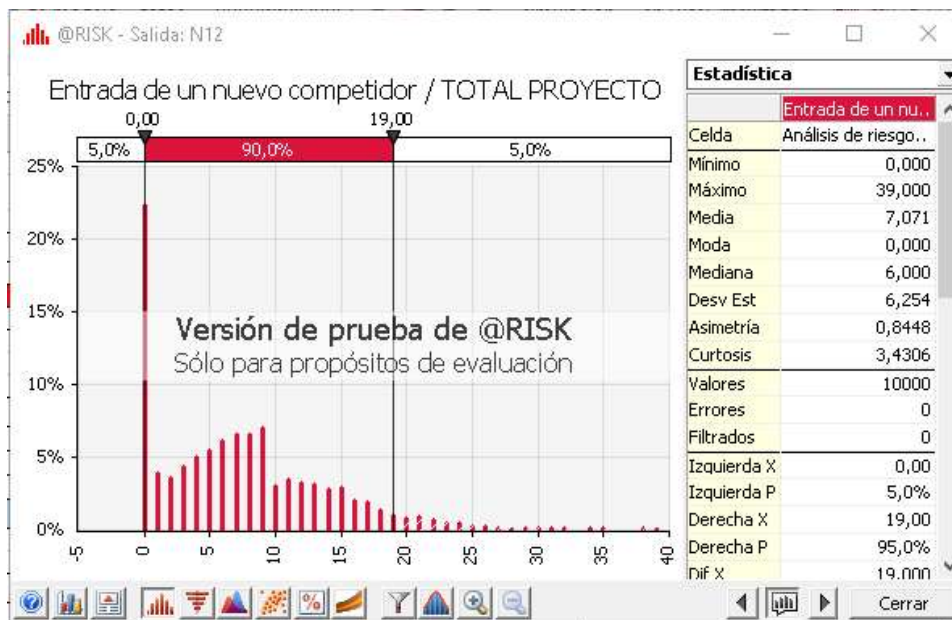 @RISK - Salida: N12
Entrada de un nuevo competidor / TOTAL PROYECTO
0,00 19,00
5,0% 90,0% 5,0%
25%
20%
15%
10%
5%
0%
-5 0 5 10 15 20 25 30 35 40
Versión de prueba de @RISK
Sólo para propósitos de evaluación
Estadística
Entrada de un nu..
Celda Análisis de riesgo..
Mínimo 0,000
Máximo 39,000
Media 7,071
Moda 0,000
Mediana 6,000
Desv Est 6,254
Asimetría 0,8448
Curtosis 3,4306
Valores 10000
Errores 0
Filtrados 0
Izquierda X 0,00
Izquierda P 5,0%
Derecha X 19,00
Derecha P 95,0%
Dif X 19,000
Cerrar